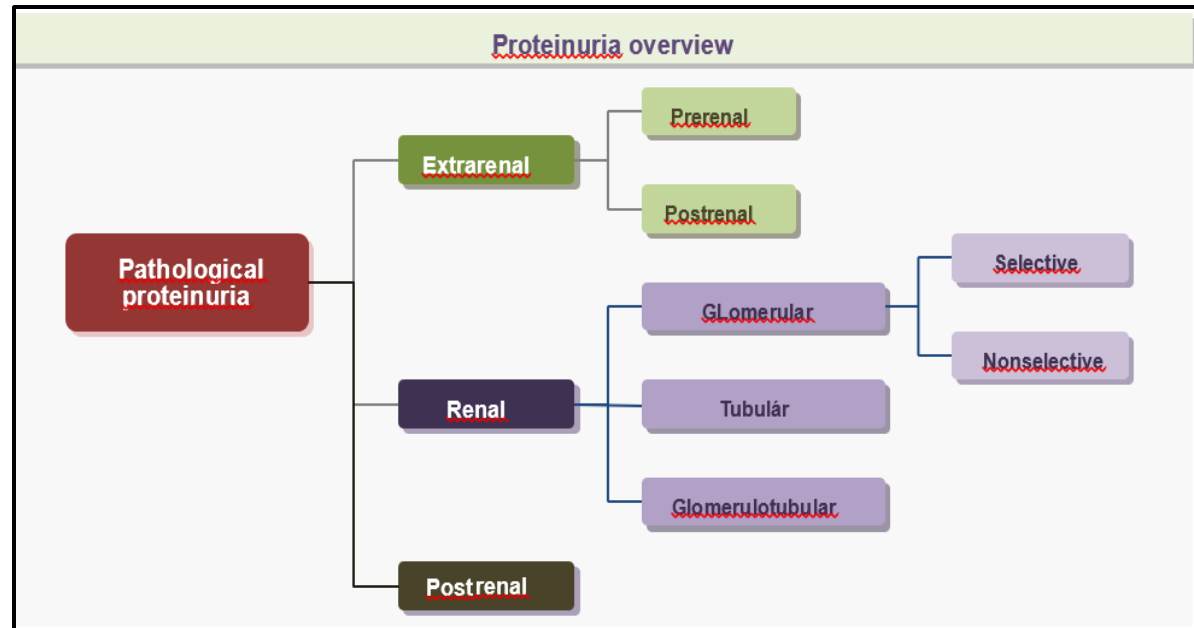 Proteinuria overview
Prerenal
Extrarenal
Postrenal
Pathological
proteinuria
Selective
GLomerular
Nonselective
Renal
Tubulár
Glomerulotubular
Postrenal